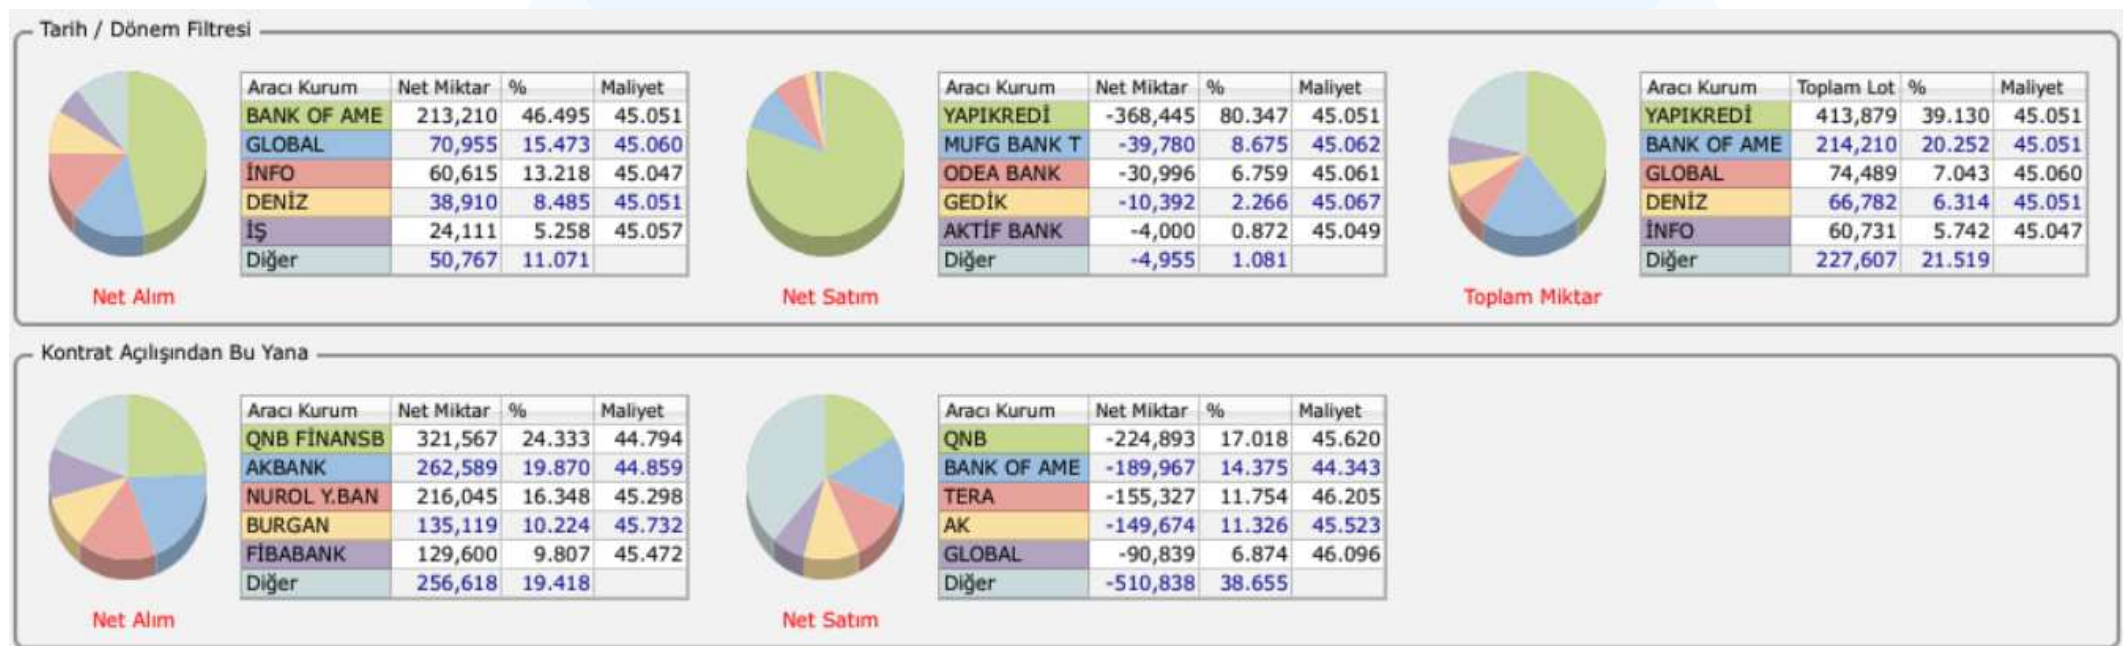 Tarih / Dönem Filtresi
Aracı Kurum Net Miktar % Maliyet
BANK OF AME 213,210 46.495 45.051
GLOBAL 70,955 15.473 45.060
İNFO 60,615 13.218 45.047
DENİZ 38,910 8.485 45.051
İŞ 24,111 5.258 45.057
Diğer 50,767 11.071
Net Alım
Aracı Kurum Net Miktar % Maliyet
YAPIKREDİ -368,445 80.347 45.051
MUFG BANK T -39,780 8.675 45.062
ODEA BANK -30,996 6.759 45.061
GEDİK -10,392 2.266 45.067
AKTİF BANK -4,000 0.872 45.049
Diğer -4,955 1.081
Net Satım
Aracı Kurum Toplam Lot % Maliyet
YAPIKREDİ 413,879 39.130 45.051
BANK OF AME 214,210 20.252 45.051
GLOBAL 74,489 7.043 45.060
DENİZ 66,782 6.314 45.051
İNFO 60,731 5.742 45.047
Diğer 227,607 21.519
Toplam Miktar
Kontrat Açılışından Bu Yana
Aracı Kurum Net Miktar % Maliyet
QNB FİNANSB 321,567 24.333 44.794
AKBANK 262,589 19.870 44.859
NUROL Y.BAN 216,045 16.348 45.298
BURGAN 135,119 10.224 45.732
FİBABANK 129,600 9.807 45.472
Diğer 256,618 19.418
Net Alım
Aracı Kurum Net Miktar % Maliyet
QNB -224,893 17.018 45.620
BANK OF AME -189,967 14.375 44.343
TERA -155,327 11.754 46.205
AK -149,674 11.326 45.523
GLOBAL -90,839 6.874 46.096
Diğer -510,838 38.655
Net Satım